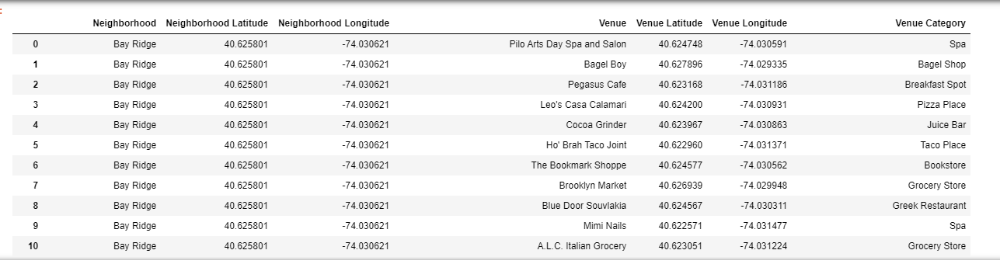 :
Neighborhood Neighborhood Latitude Neighborhood Longitude Venue Venue Latitude Venue Longitude Venue Category
0 Bay Ridge 40.625801 -74.030621 Pilo Arts Day Spa and Salon 40.624748 -74.030591 Spa
1 Bay Ridge 40.625801 -74.030621 Bagel Boy 40.627896 -74.029335 Bagel Shop
2 Bay Ridge 40.625801 -74.030621 Pegasus Cafe 40.623168 -74.031186 Breakfast Spot
3 Bay Ridge 40.625801 -74.030621 Leo's Casa Calamari 40.624200 -74.030931 Pizza Place
4 Bay Ridge 40.625801 -74.030621 Cocoa Grinder 40.623967 -74.030863 Juice Bar
5 Bay Ridge 40.625801 -74.030621 Ho' Brah Taco Joint 40.622960 -74.031371 Taco Place
6 Bay Ridge 40.625801 -74.030621 The Bookmark Shoppe 40.624577 -74.030562 Bookstore
7 Bay Ridge 40.625801 -74.030621 Brooklyn Market 40.626939 -74.029948 Grocery Store
8 Bay Ridge 40.625801 -74.030621 Blue Door Souvlakia 40.624567 -74.030311 Greek Restaurant
9 Bay Ridge 40.625801 -74.030621 Mimi Nails 40.622571 -74.031477 Spa
10 Bay Ridge 40.625801 -74.030621 A.L.C. Italian Grocery 40.623051 -74.031224 Grocery Store